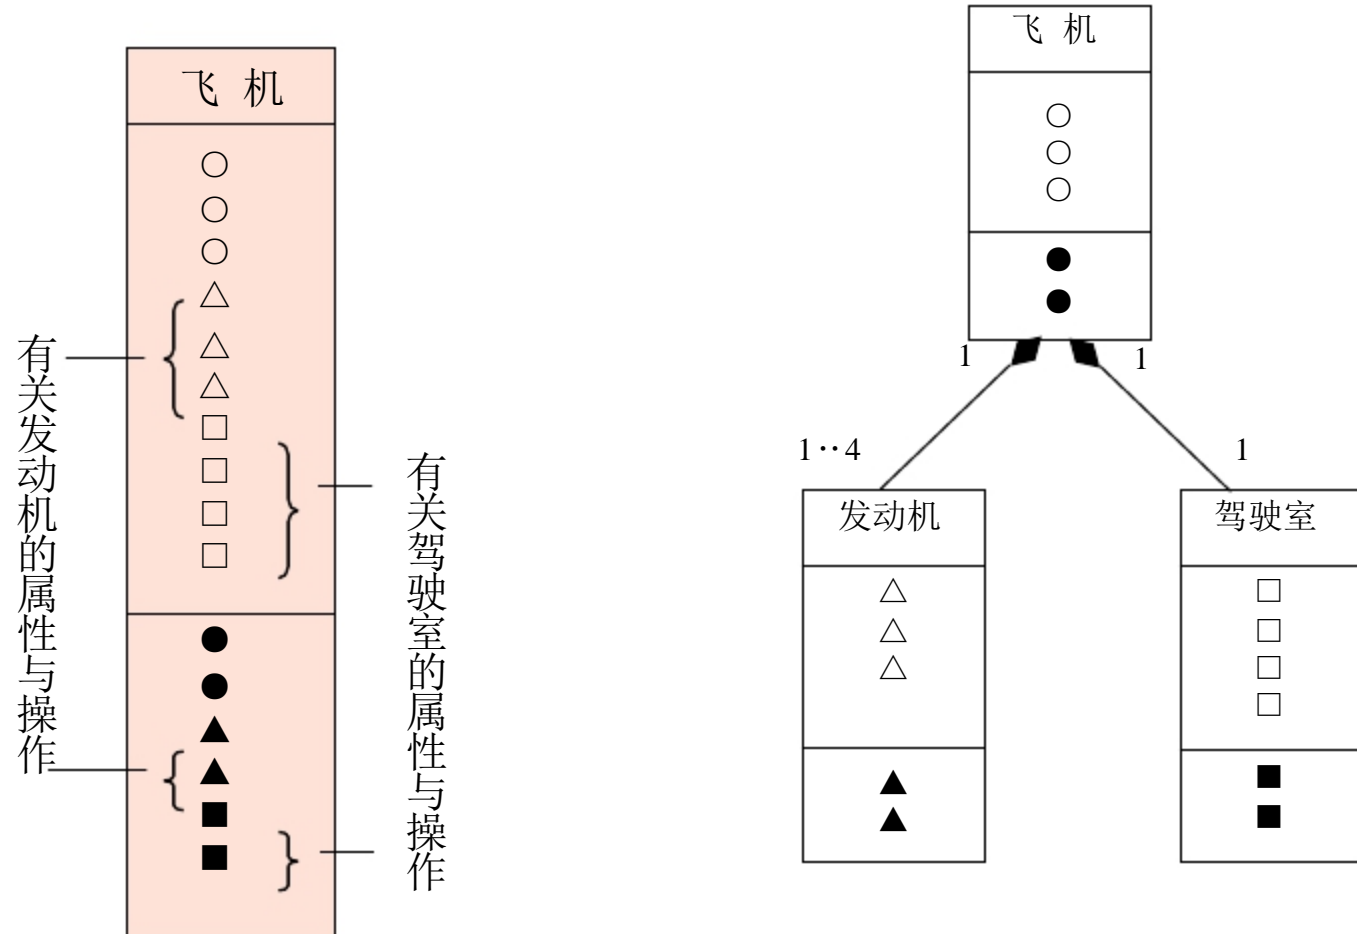 飞 机
有关发动机的属性与操作
有关驾驶室的属性与操作
飞 机
1
1
1··4
1
发动机
驾驶室